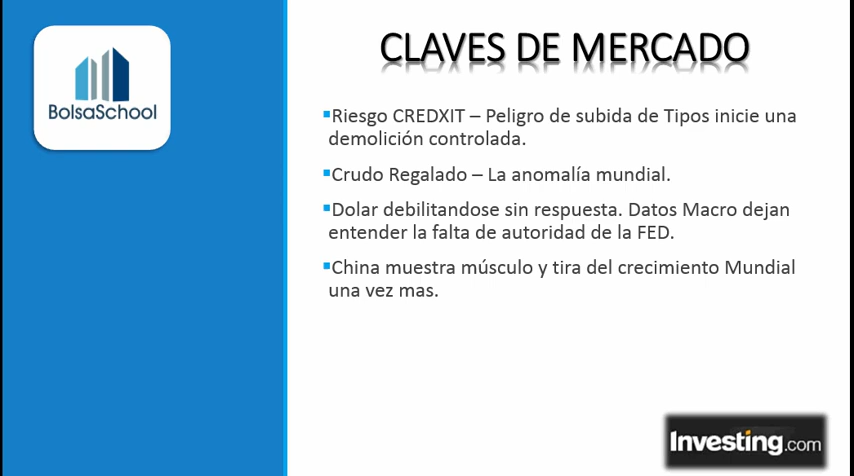 BolsaSchool
CLAVES DE MERCADO
▪Riesgo CREDXIT – Peligro de subida de Tipos inicie una
demolición controlada.
▪Crudo Regalado – La anomalía mundial.
▪Dolar debilitandose sin respuesta. Datos Macro dejan
entender la falta de autoridad de la FED.
▪China muestra músculo y tira del crecimiento Mundial
una vez mas.
Investing.com